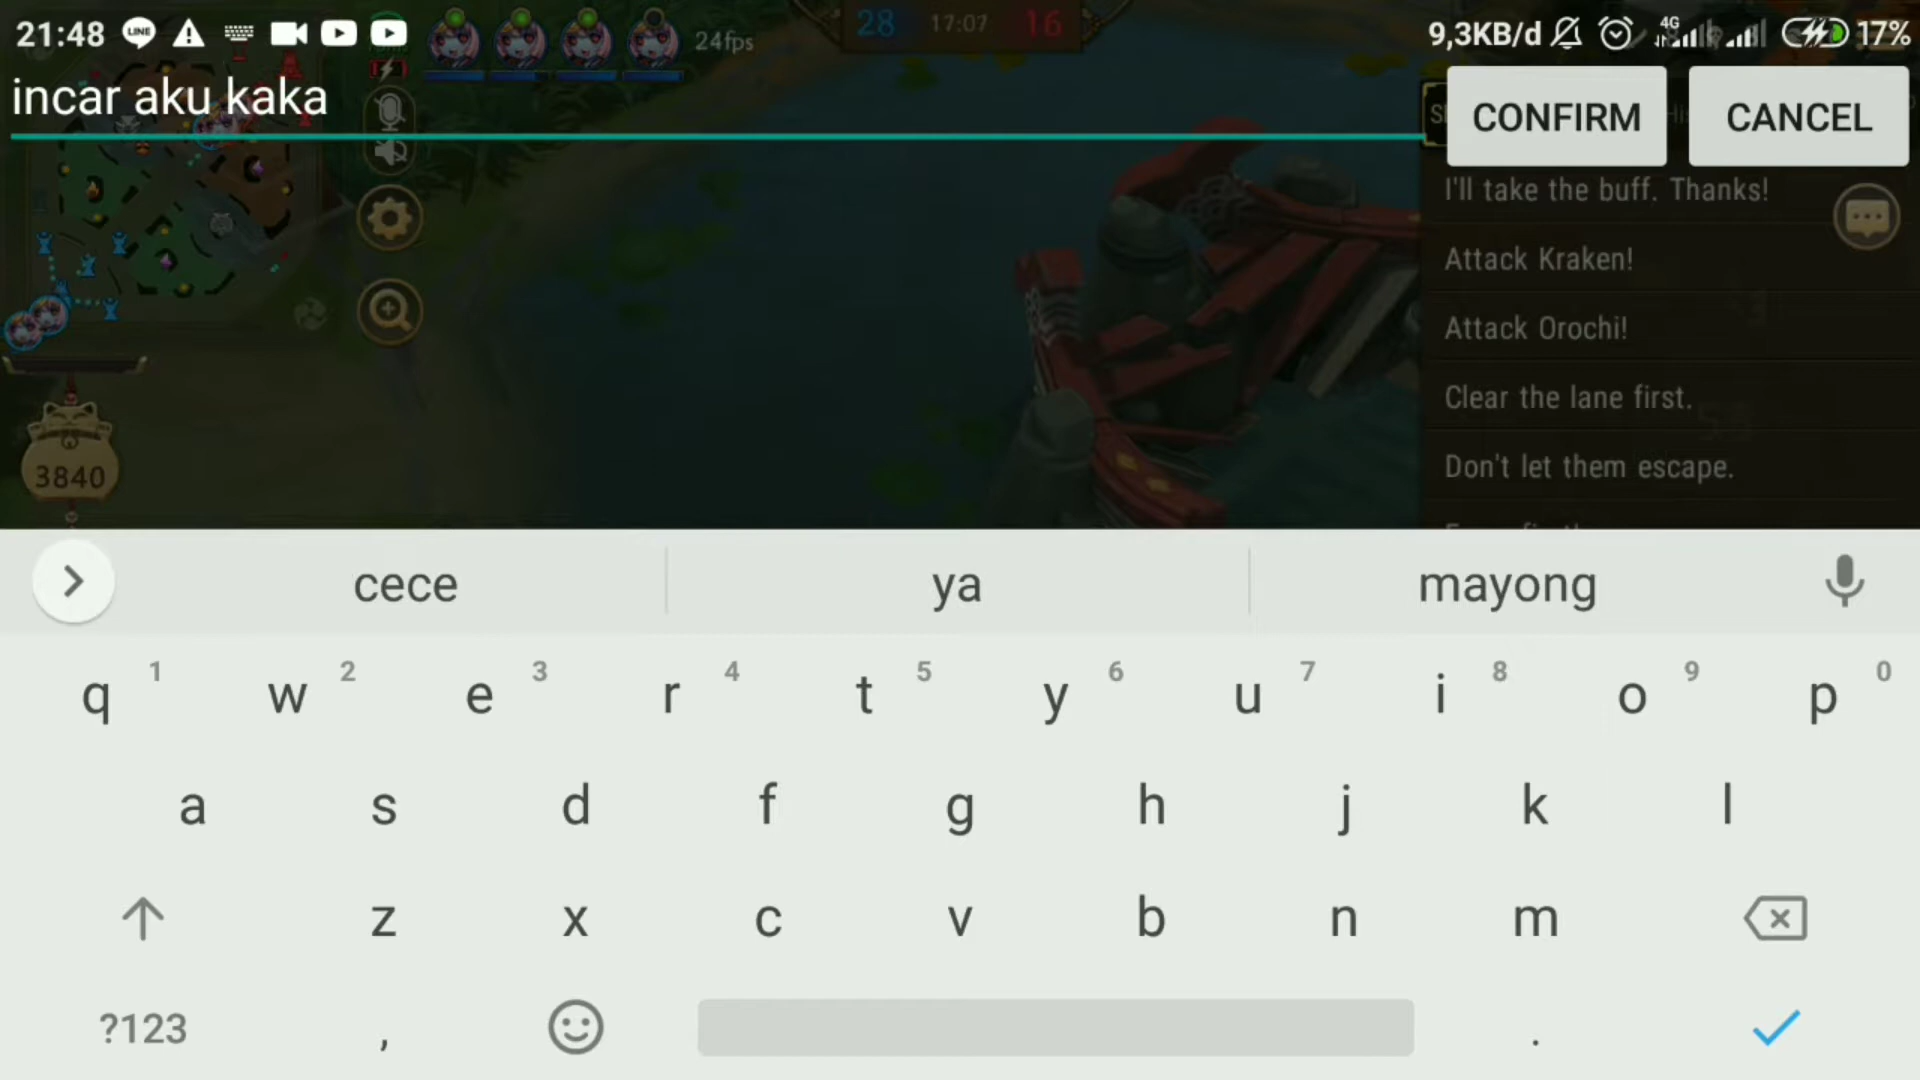 21:48 LINE 24fps 28 17:07 16 9,3KB/d 4G 17%
incar aku kaka
CONFIRM CANCEL
I'll take the buff. Thanks!
Attack Kraken!
Attack Orochi!
Clear the lane first.
Don't let them escape.
3840
cece ya mayong
q 1 w 2 e 3 r 4 t 5 y 6 u 7 i 8 o 9 p 0
a s d f g h j k l
z x c v b n m
?123 , .